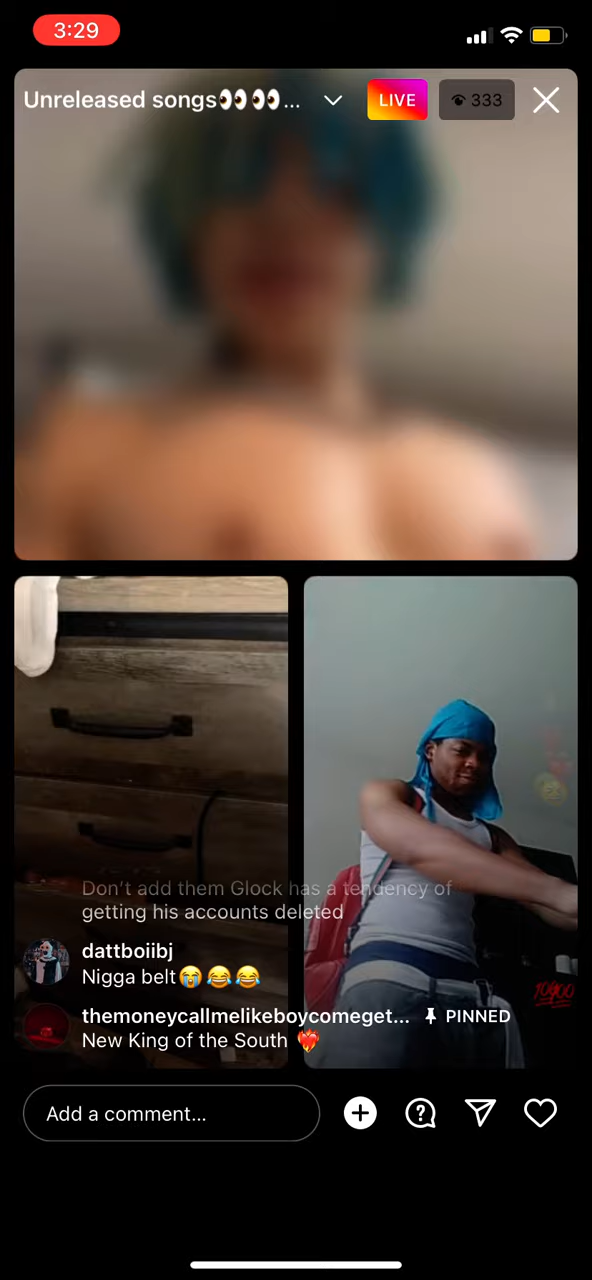 3:29
Unreleased songs👀👀...
LIVE
333
Don't add them Glock has a tendency of
getting his accounts deleted
dattboiibj
Nigga belt😭😂😂
themoneycallmelikeboycomeget... PINNED
New King of the South ❤️‍🔥
Add a comment...